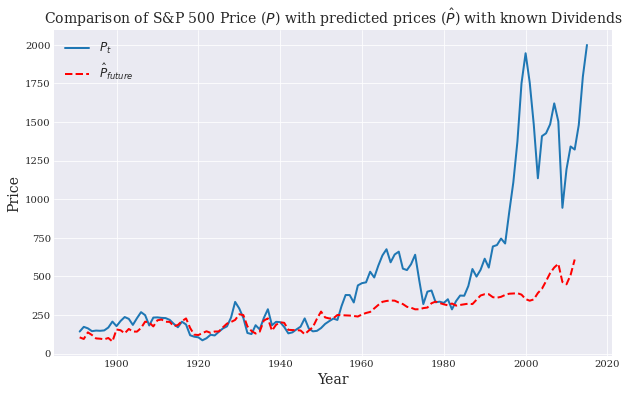 Comparison of S&P 500 Price (P) with predicted prices (P̂) with known Dividends
P_t
P̂_future
2000
1750
1500
1250
1000
750
500
250
0
Price
1900 1920 1940 1960 1980 2000 2020
Year